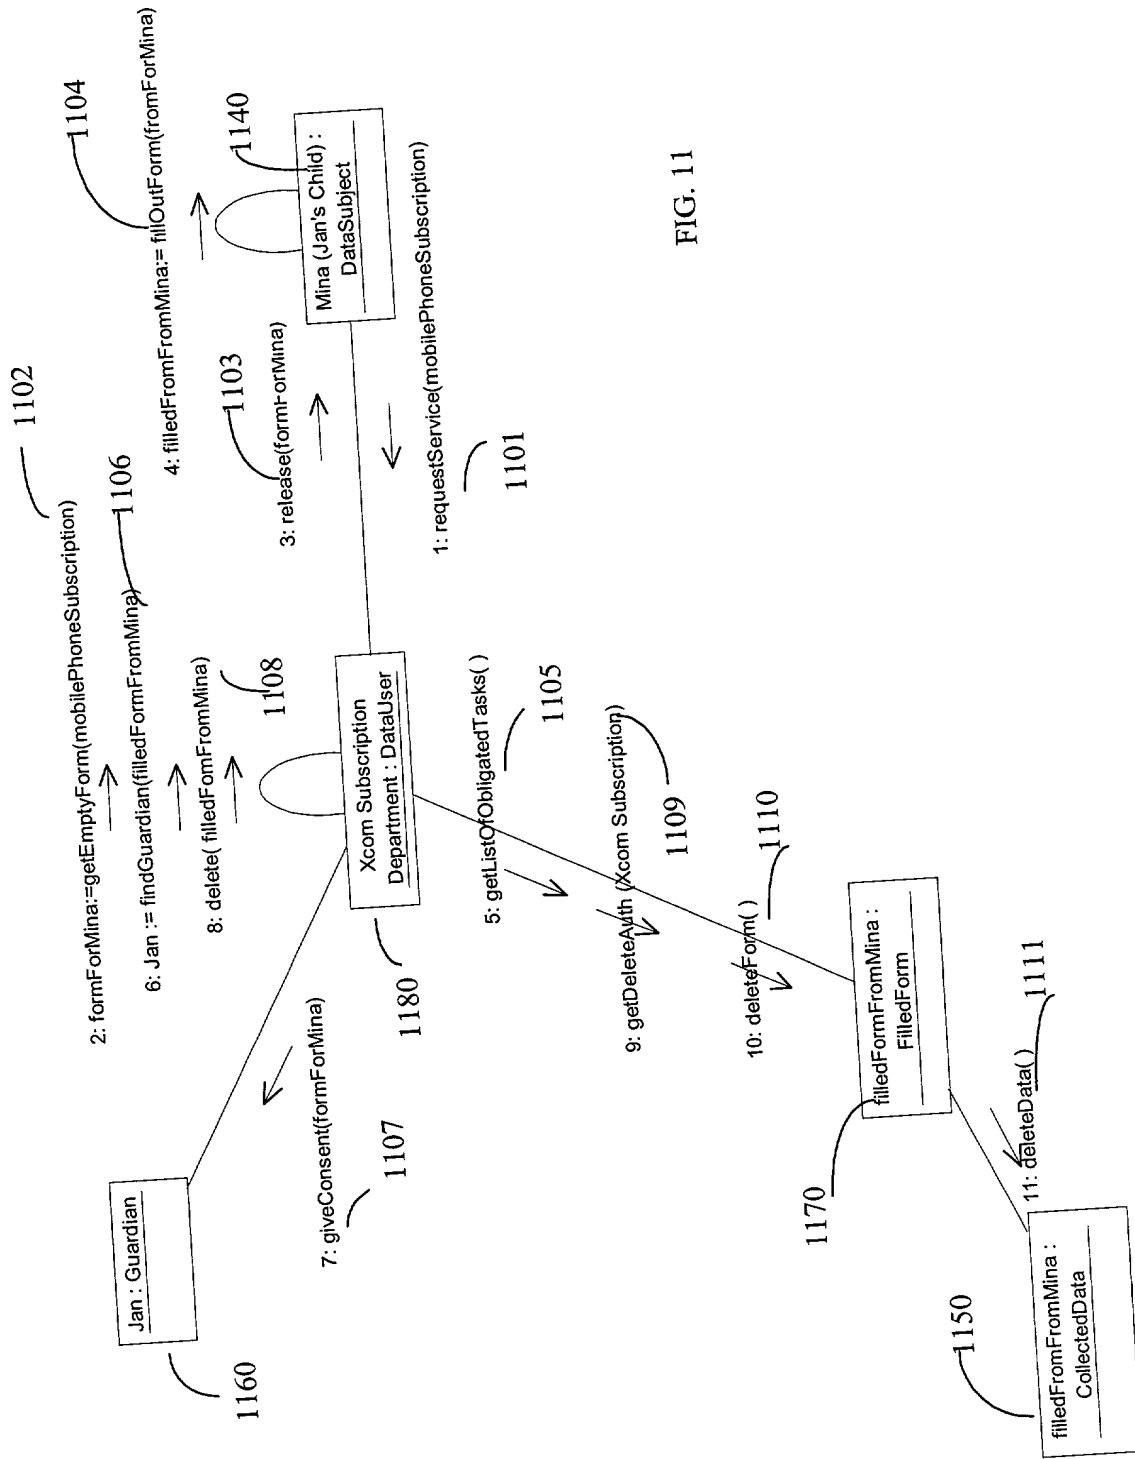 1102
2: formForMina:=getEmptyForm(mobilePhoneSubscription)
6: Jan := findGuardian(filledFormFromMina)
1106
8: delete( filledFomFromMina)
1108
1104
4: filledFromFromMina:= fillOutForm(fromForMina)
1103
3: release(formForMina)
1140
Mina (Jan's Child) :
DataSubject
1: requestService(mobilePhoneSubscription)
1101
Jan : Guardian
1160
7: giveConsent(formForMina)
1107
Xcom Subscription
Department : DataUser
1180
5: getListOfObligatedTasks( )
1105
9: getDeleteAuth (Xcom Subscription)
1109
10: deleteForm( )
1110
filledFormFromMina :
FilledForm
1170
11: deleteData( )
1111
filledFromFromMina :
CollectedData
1150
FIG. 11